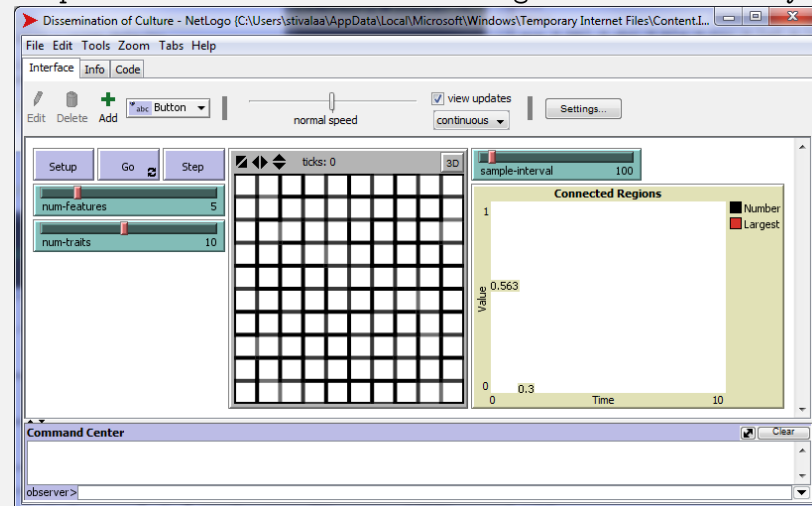 Dissemination of Culture - NetLogo {C:\Users\stivalaa\AppData\Local\Microsoft\Windows\Temporary Internet Files\Content.I...
File Edit Tools Zoom Tabs Help
Interface Info Code
Edit Delete Add abc Button normal speed view updates continuous Settings...
Setup Go Step ticks: 0 3D
sample-interval 100
num-features 5
num-traits 10
Connected Regions
Number
Largest
1
Value
0.563
0
0.3
0 Time 10
Command Center Clear
observer>